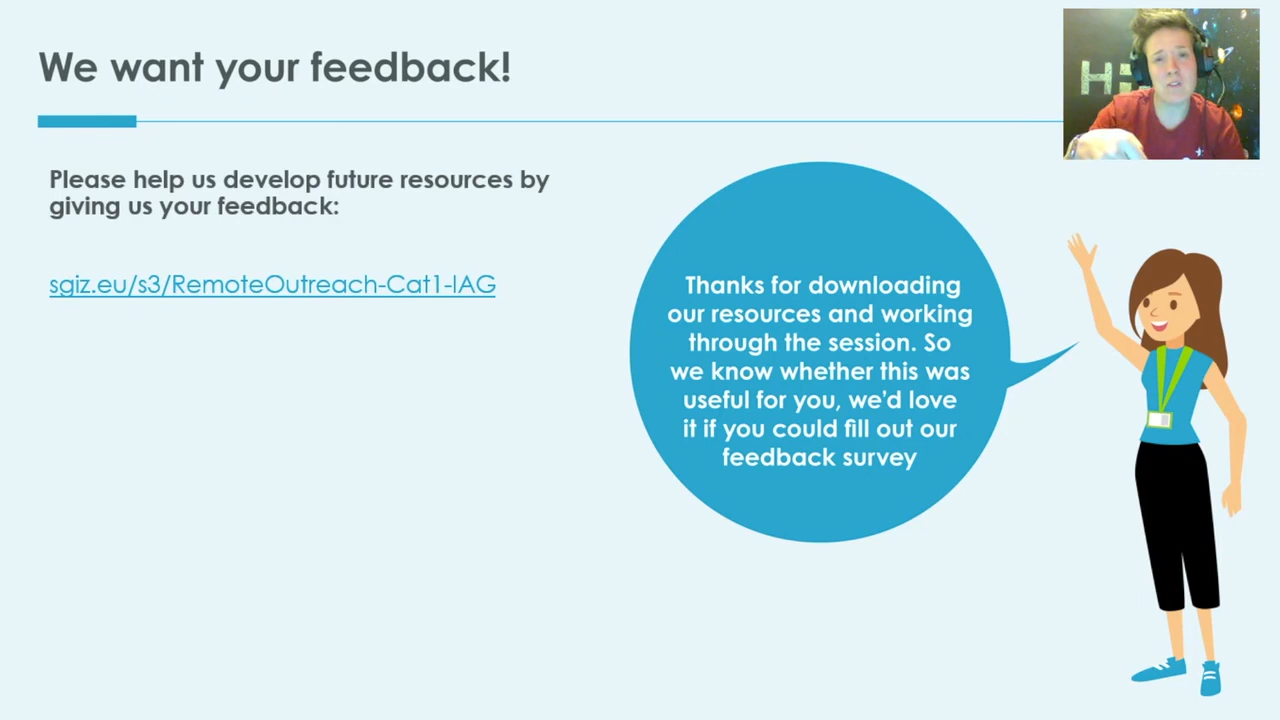 We want your feedback!
Please help us develop future resources by
giving us your feedback:
sgiz.eu/s3/RemoteOutreach-Cat1-IAG
Thanks for downloading
our resources and working
through the session. So
we know whether this was
useful for you, we'd love
it if you could fill out our
feedback survey